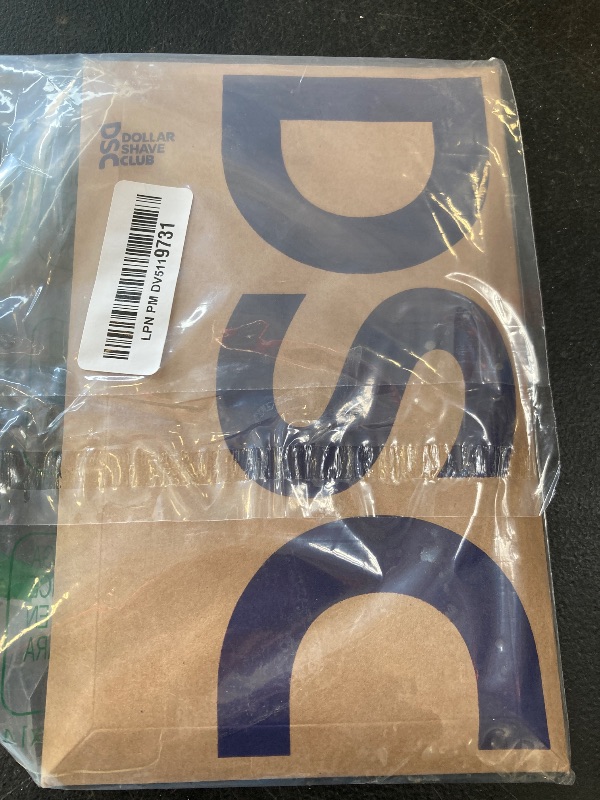 DSC
DOLLAR
SHAVE
CLUB
LPN PM DV5119731
DSC